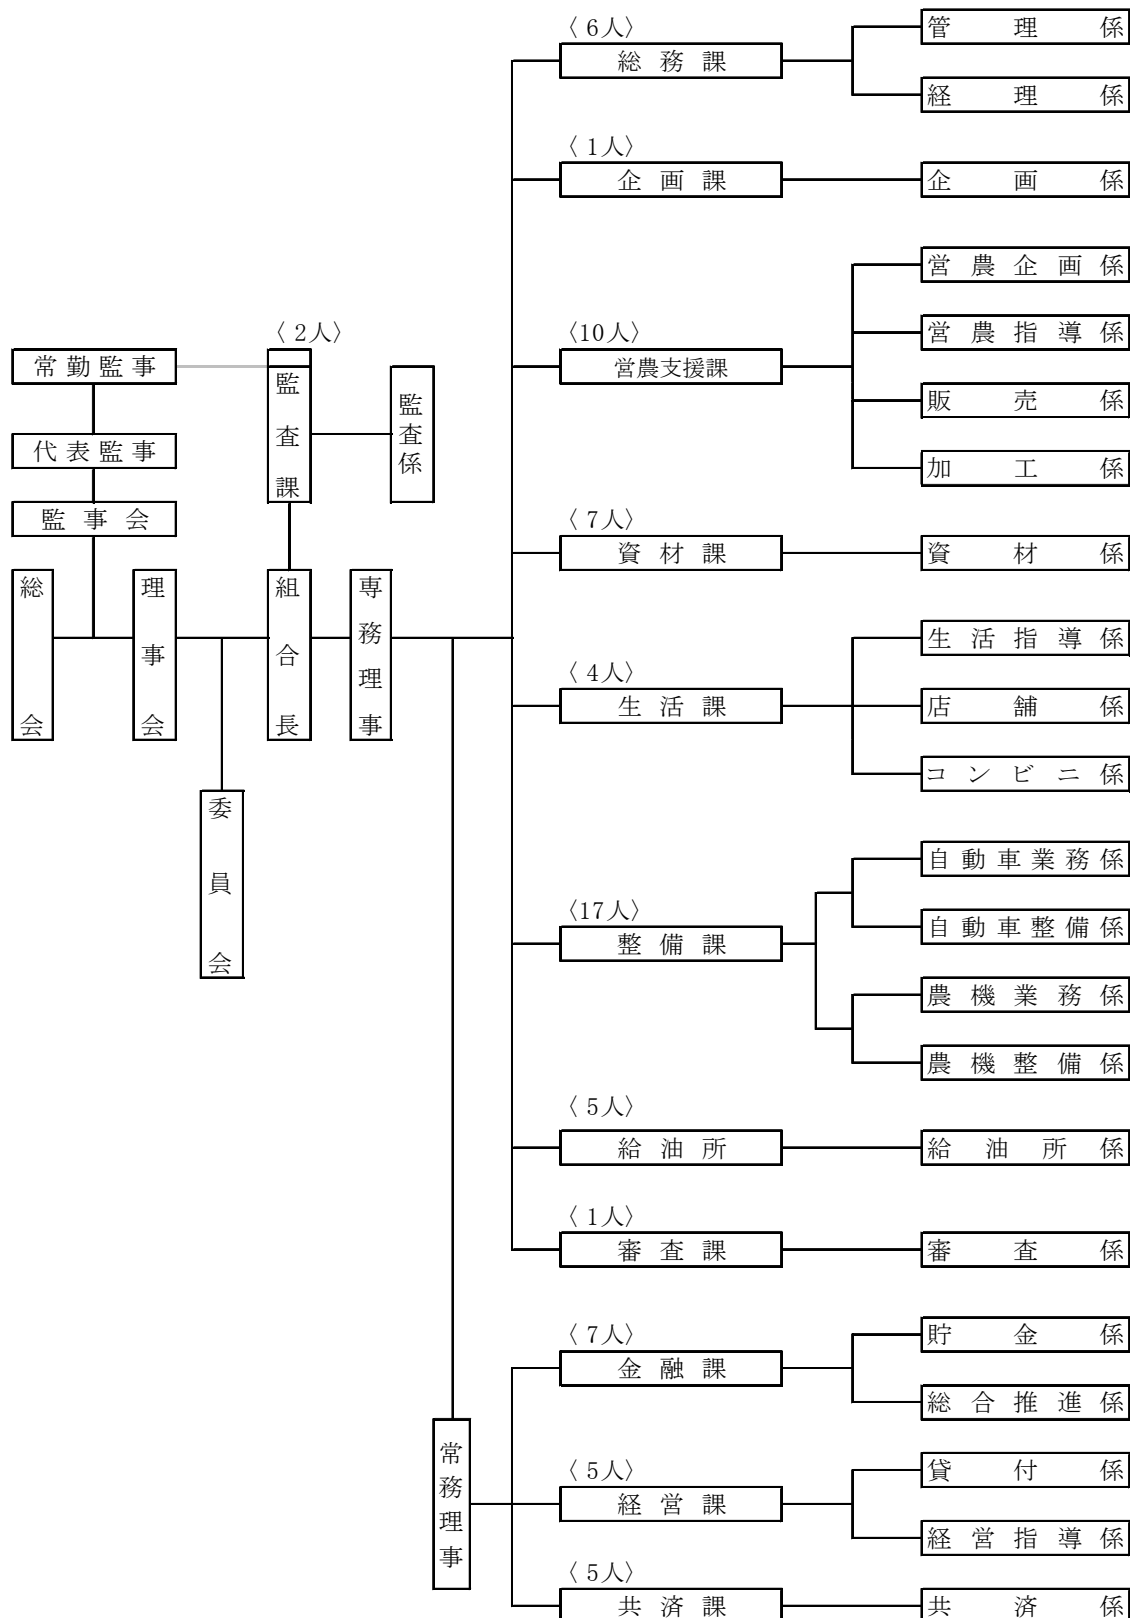 〈 6人〉
総務課
管理係
経理係
〈 1人〉
企画課
企画係
〈10人〉
営農支援課
営農企画係
営農指導係
販売係
加工係
〈 2人〉
常勤監事
監査課
監査係
代表監事
監事会
総会
理事会
組合長
専務理事
委員会
〈 7人〉
資材課
資材係
〈 4人〉
生活課
生活指導係
店舗係
コンビニ係
〈17人〉
整備課
自動車業務係
自動車整備係
農機業務係
農機整備係
〈 5人〉
給油所
給油所係
〈 1人〉
審査課
審査係
常務理事
〈 7人〉
金融課
貯金係
総合推進係
〈 5人〉
経営課
貸付係
経営指導係
〈 5人〉
共済課
共済係